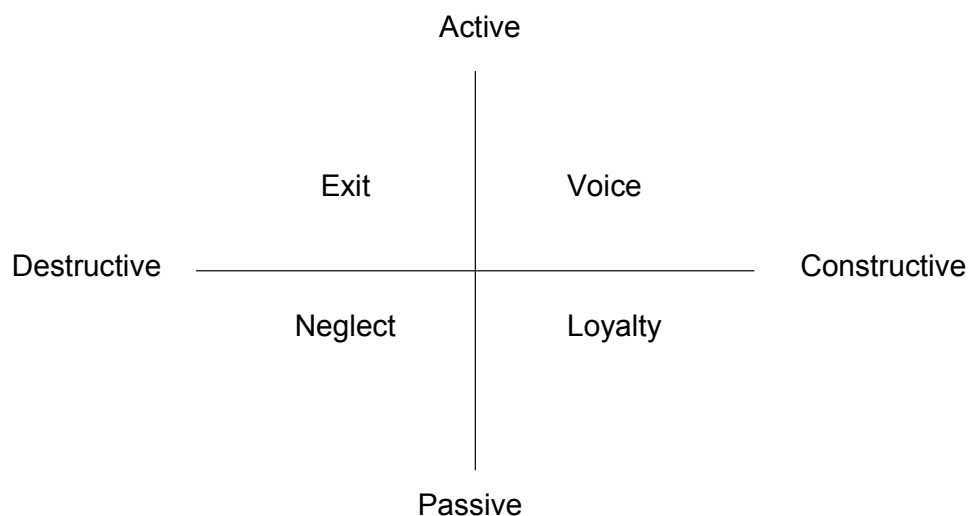 Active
Exit Voice
Destructive Constructive
Neglect Loyalty
Passive